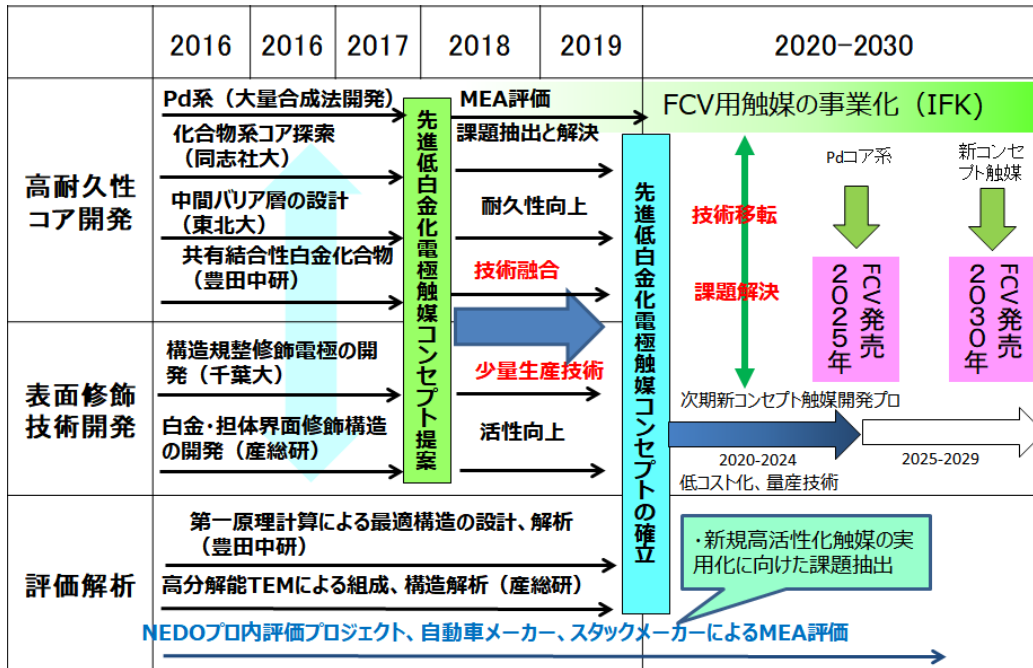 2016
2016
2017
2018
2019
2020-2030
高耐久性
コア開発
Pd系（大量合成法開発）
化合物系コア探索
（同志社大）
中間バリア層の設計
（東北大）
共有結合性白金化合物
（豊田中研）
先進低白金化電極触媒コンセプト提案
MEA評価
課題抽出と解決
耐久性向上
技術融合
先進低白金化電極触媒コンセプトの確立
FCV用触媒の事業化（IFK）
技術移転
課題解決
Pdコア系
新コンセ
プト触媒
FCV発売
2025年
FCV発売
2030年
表面修飾
技術開発
構造規整修飾電極の開
発（千葉大）
白金・担体界面修飾構造
の開発（産総研）
少量生産技術
活性向上
次期新コンセプト触媒開発プロ
2020-2024
2025-2029
低コスト化、量産技術
評価解析
第一原理計算による最適構造の設計、解析
（豊田中研）
高分解能TEMによる組成、構造解析（産総研）
・新規高活性化触媒の実
用化に向けた課題抽出
NEDOプロ内評価プロジェクト、自動車メーカー、スタックメーカーによるMEA評価